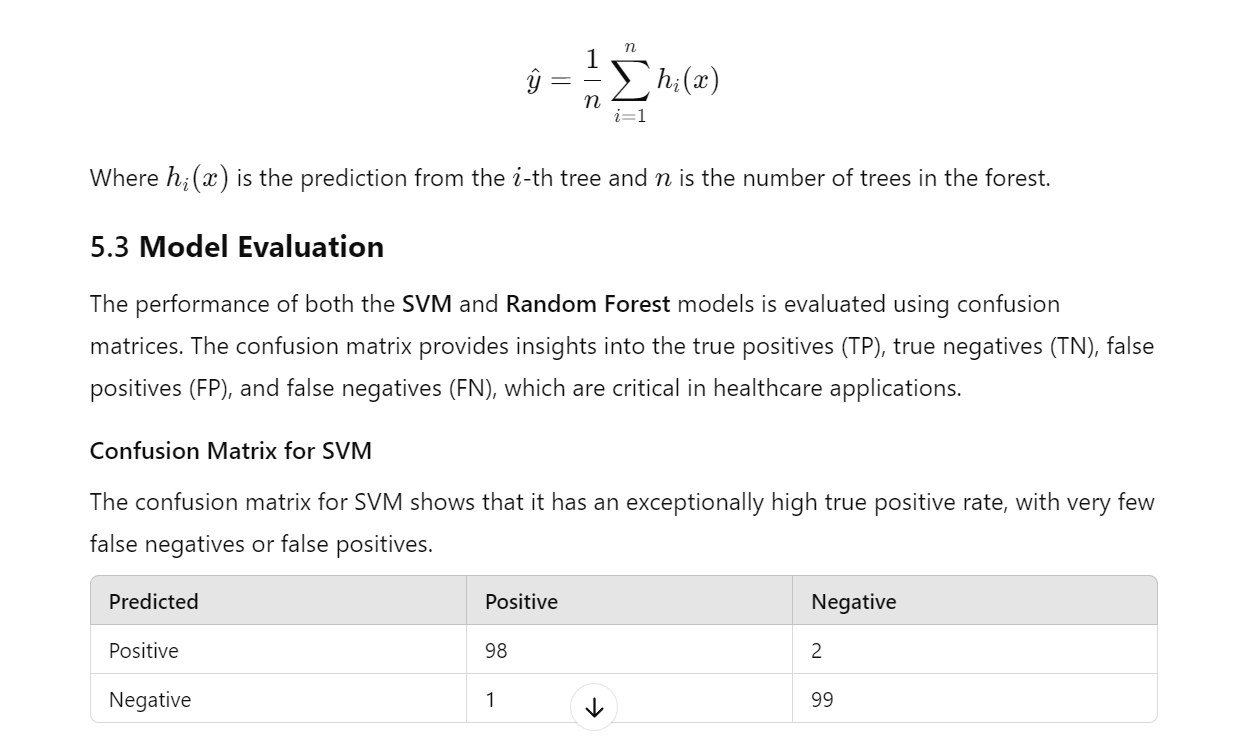 ŷ = \frac{1}{n} \sum_{i=1}^{n} h_i(x)
Where h_i(x) is the prediction from the i-th tree and n is the number of trees in the forest.
5.3 Model Evaluation
The performance of both the SVM and Random Forest models is evaluated using confusion
matrices. The confusion matrix provides insights into the true positives (TP), true negatives (TN), false
positives (FP), and false negatives (FN), which are critical in healthcare applications.
Confusion Matrix for SVM
The confusion matrix for SVM shows that it has an exceptionally high true positive rate, with very few
false negatives or false positives.
Predicted Positive Negative
Positive 98 2
Negative 1 99